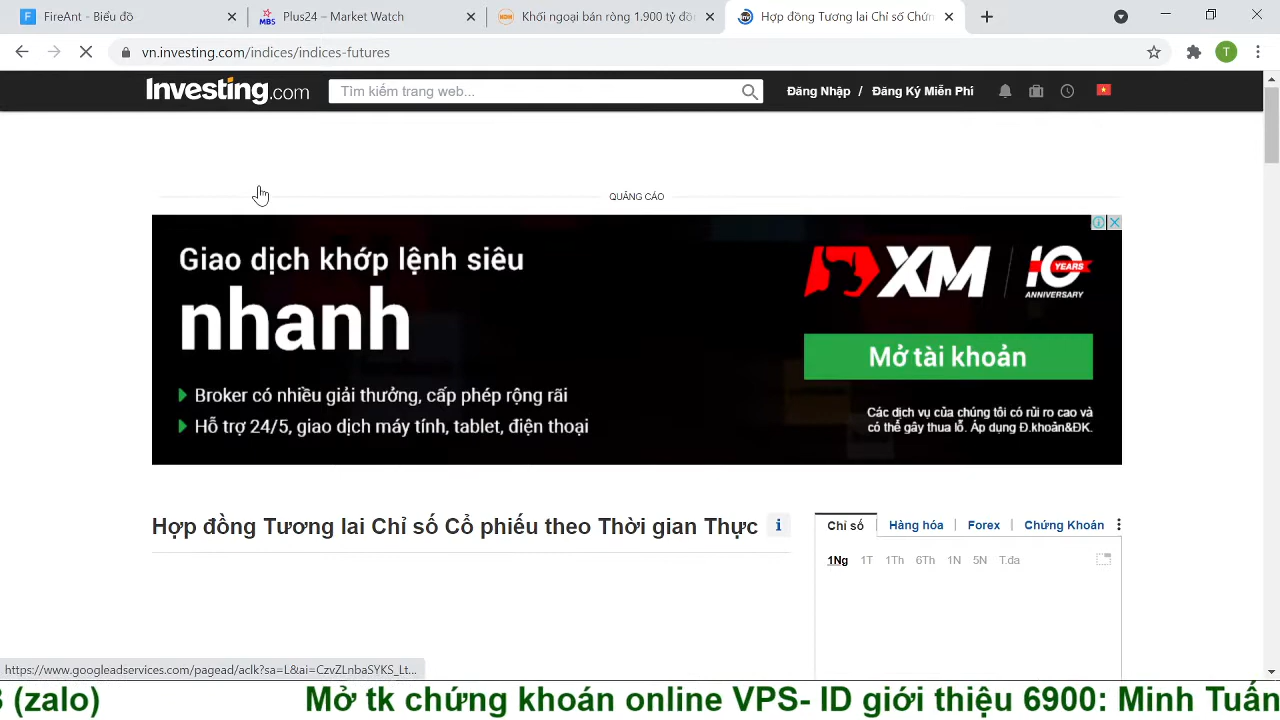 FireAnt - Biểu đồ
MBS
Plus24 – Market Watch
HDM
Khối ngoại bán ròng 1.900 tỷ đồ
Hợp đồng Tương lai Chỉ số Chứn
vn.investing.com/indices/indices-futures
T
Investing.com
Tìm kiếm trang web...
Đăng Nhập / Đăng Ký Miễn Phí
QUẢNG CÁO
Giao dịch khớp lệnh siêu
nhanh
Broker có nhiều giải thưởng, cấp phép rộng rãi
Hỗ trợ 24/5, giao dịch máy tính, tablet, điện thoại
XM
10
YEARS
ANNIVERSARY
Mở tài khoản
Các dịch vụ của chúng tôi có rủi ro cao và
có thể gây thua lỗ. Áp dụng Đ.khoản&ĐK.
Hợp đồng Tương lai Chỉ số Cổ phiếu theo Thời gian Thực
Chỉ số Hàng hóa Forex Chứng Khoán
1Ng 1T 1Th 6Th 1N 5N T.đa
https://www.googleadservices.com/pagead/aclk?sa=L&ai=CzvZLnbaSYKS_Lt...
3 (zalo) Mở tk chứng khoán online VPS- ID giới thiệu 6900: Minh Tuấn